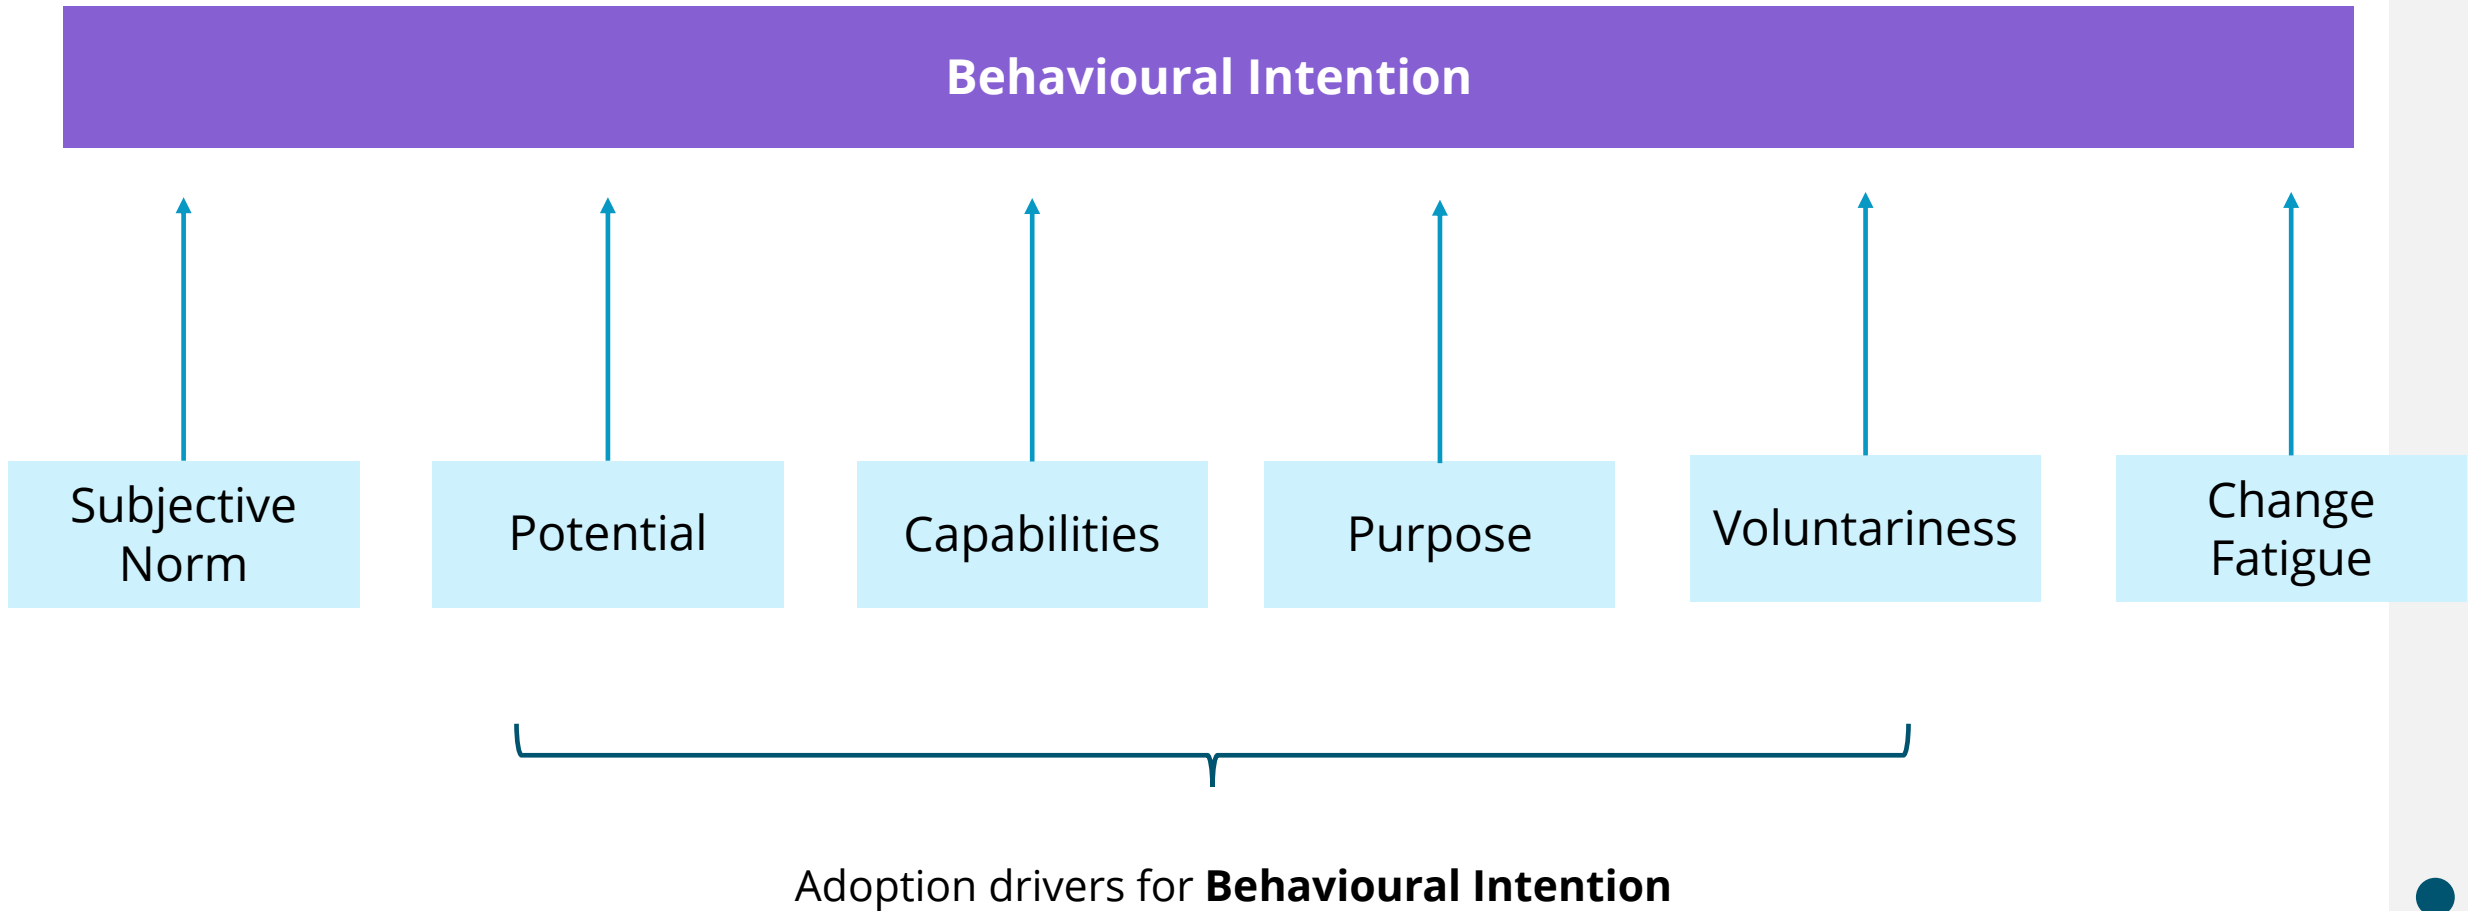 Behavioural Intention
Subjective
Norm
Potential
Capabilities
Purpose
Voluntariness
Change
Fatigue
Adoption drivers for Behavioural Intention